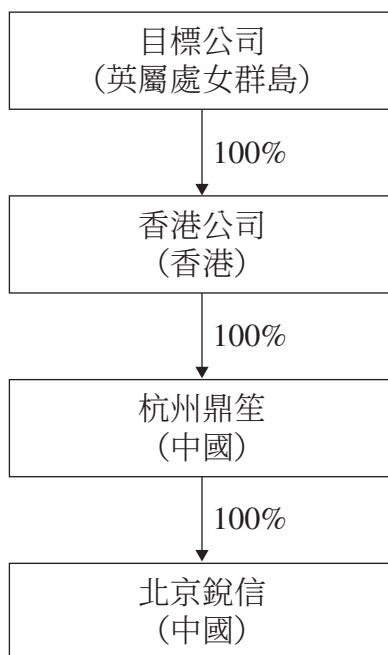 目標公司
（英屬處女群島）
100%
香港公司
（香港）
100%
杭州鼎笙
（中國）
100%
北京銳信
（中國）